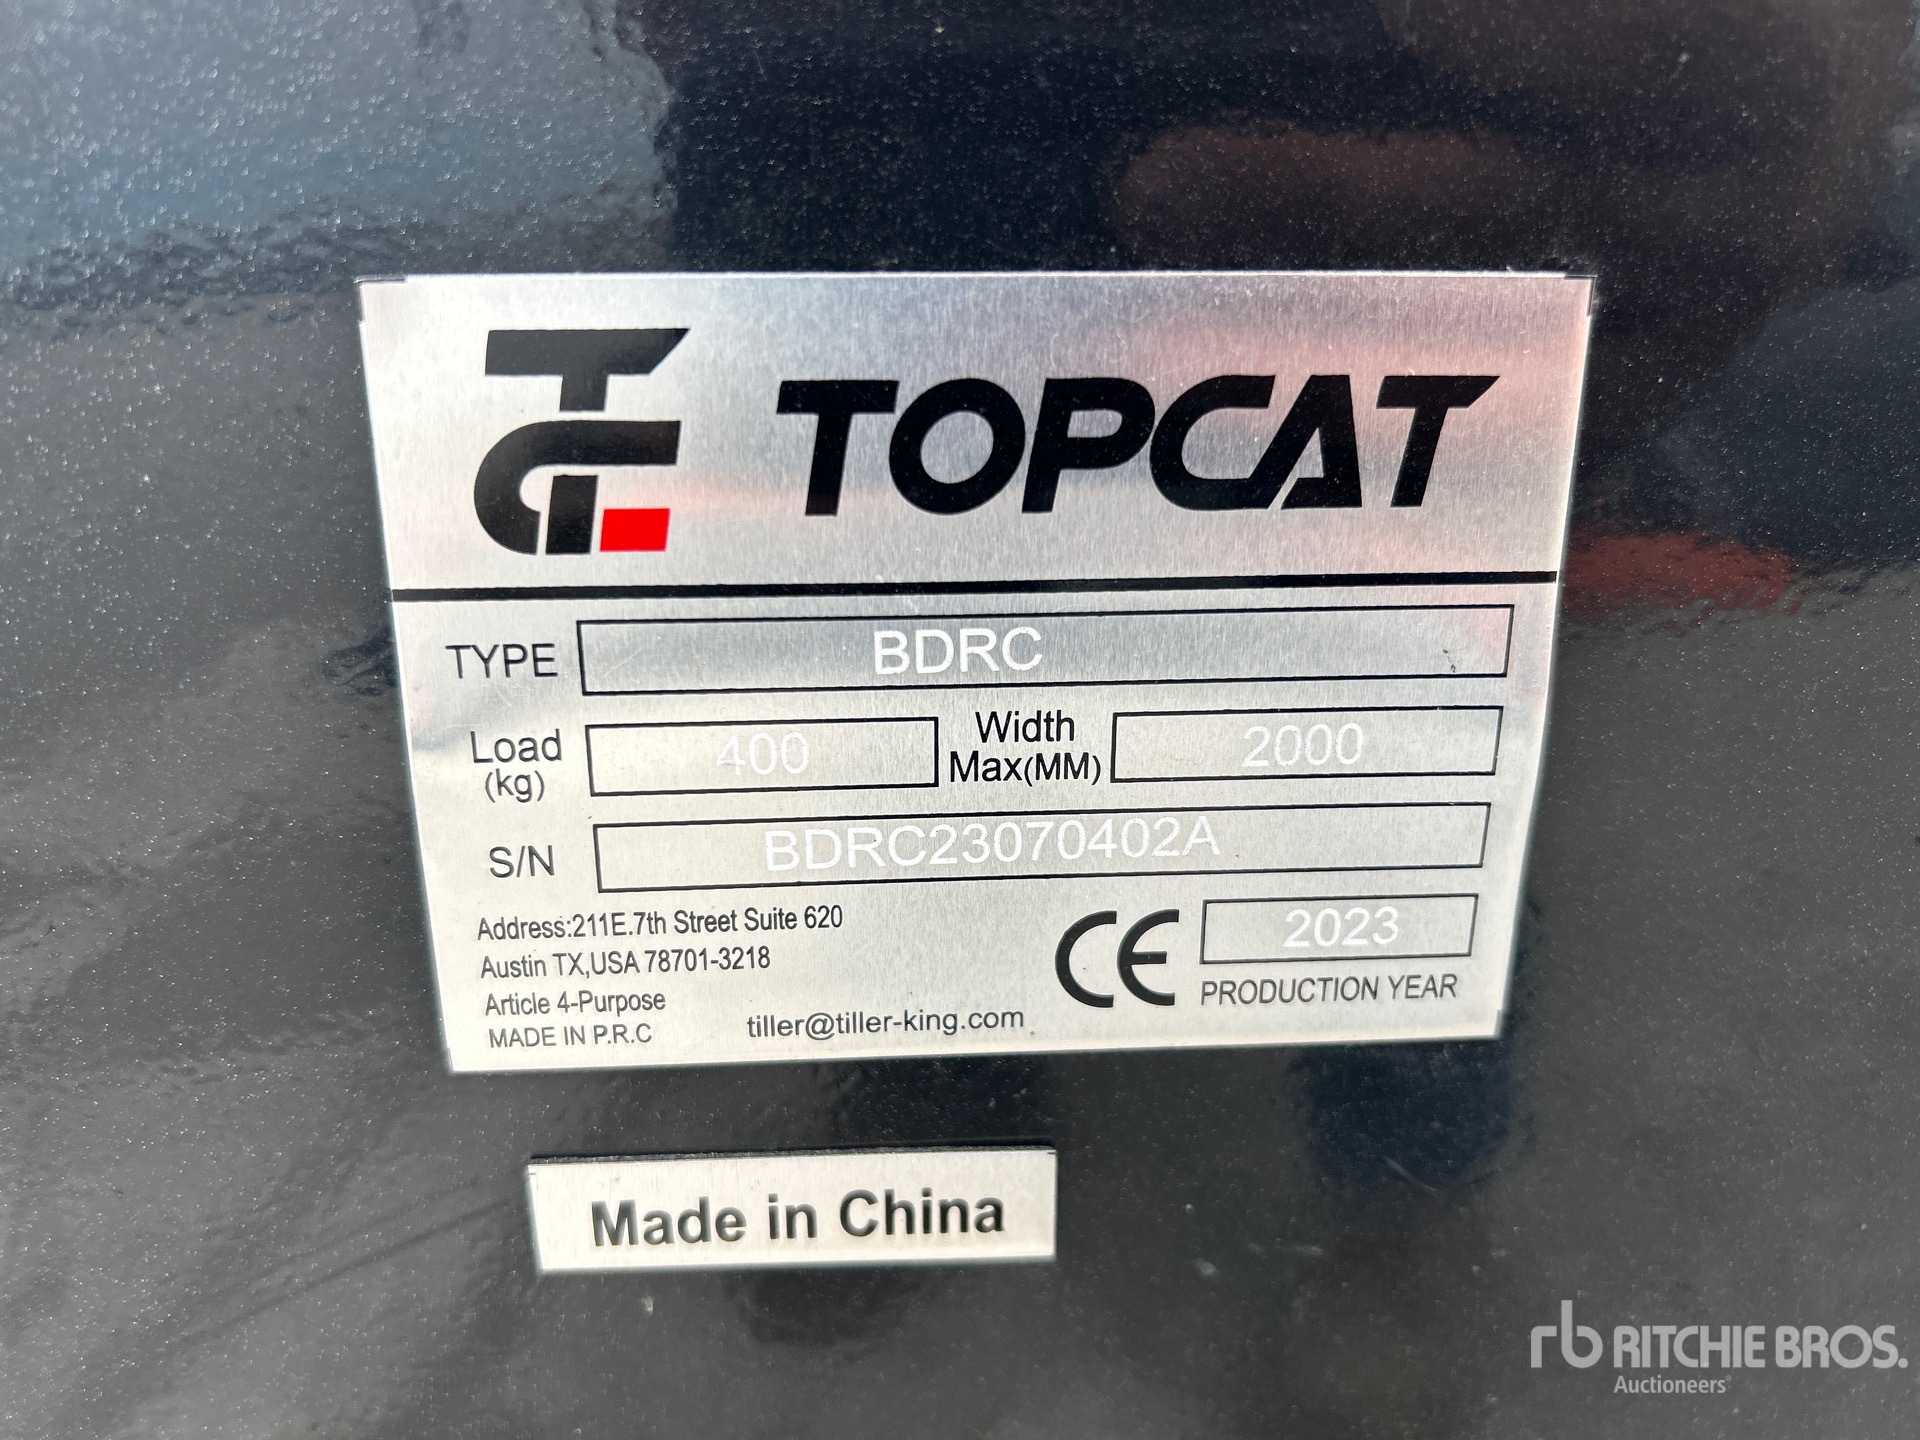 TC TOPCAT
TYPE BDRC
Load (kg) 400 Width Max(MM) 2000
S/N BDRC23070402A
Address:211E.7th Street Suite 620
Austin TX,USA 78701-3218
Article 4-Purpose
MADE IN P.R.C
tiller@tiller-king.com
CE 2023
PRODUCTION YEAR
Made in China
rb RITCHIE BROS.
Auctioneers